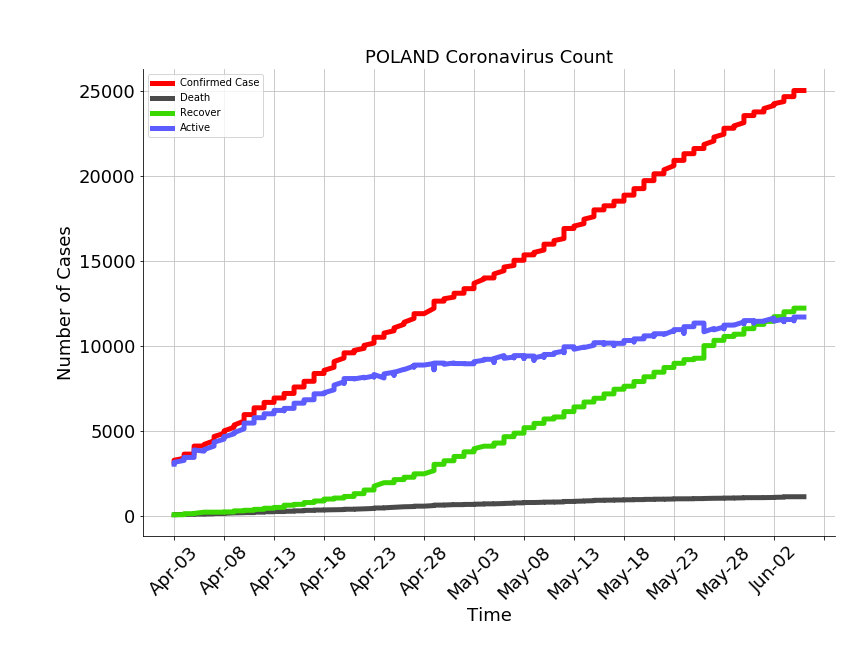 POLAND Coronavirus Count
Confirmed Case
Death
Recover
Active
Number of Cases
25000
20000
15000
10000
5000
0
Apr-03
Apr-08
Apr-13
Apr-18
Apr-23
Apr-28
May-03
May-08
May-13
May-18
May-23
May-28
Jun-02
Time